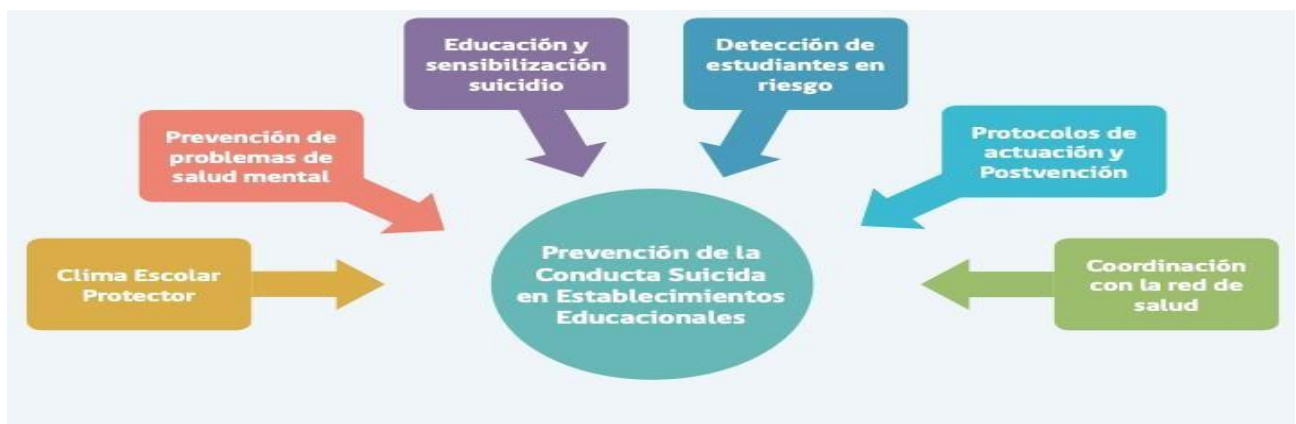 Educación y
sensibilización
suicidio
Detección de
estudiantes en
riesgo
Prevención de
problemas de
salud mental
Protocolos de
actuación y
Postvención
Clima Escolar
Protector
Prevención de la
Conducta Suicida
en Establecimientos
Educacionales
Coordinación
con la red de
salud